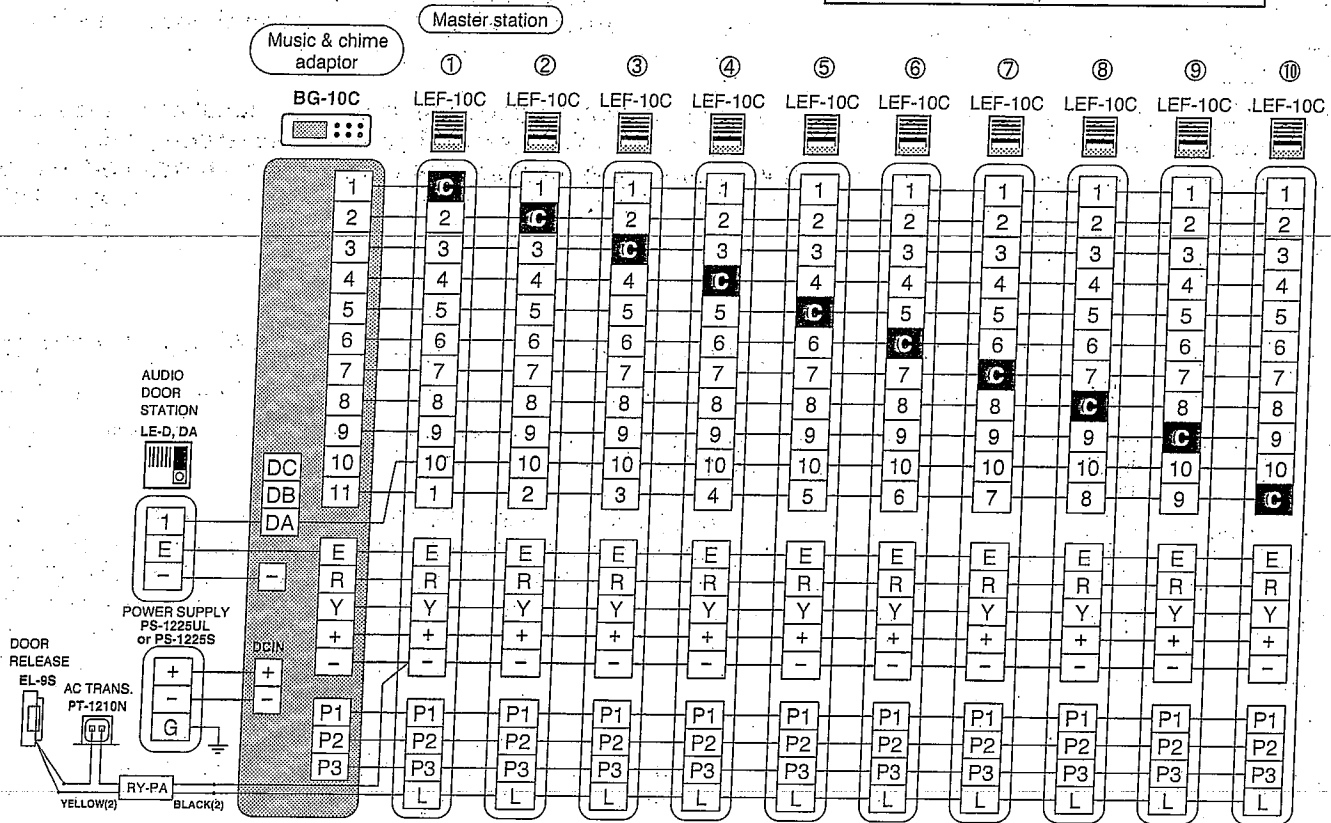 Master station
Music & chime
adaptor
① ② ③ ④ ⑤ ⑥ ⑦ ⑧ ⑨ ⑩
BG-10C LEF-10C LEF-10C LEF-10C LEF-10C LEF-10C LEF-10C LEF-10C LEF-10C LEF-10C LEF-10C
1 C 1 1 1 1 1 1 1 1 1
2 2 C 2 2 2 2 2 2 2 2
3 3 3 C 3 3 3 3 3 3 3
4 4 4 4 C 4 4 4 4 4 4
5 5 5 5 5 C 5 5 5 5 5
6 6 6 6 6 6 C 6 6 6 6
7 7 7 7 7 7 7 C 7 7 7
8 8 8 8 8 8 8 8 C 8 8
9 9 9 9 9 9 9 9 9 C 9
DC 10 10 10 10 10 10 10 10 10 10 10
DB 11 1 2 3 4 5 6 7 8 9 C
DA
AUDIO
DOOR
STATION
LE-D, DA
1
E
-
-
E E E E E E E E E E E
R R R R R R R R R R R
Y Y Y Y Y Y Y Y Y Y Y
+ + + + + + + + + + +
- - - - - - - - - - -
POWER SUPPLY
PS-1225UL
or PS-1225S
DCIN
+ +
- -
G
DOOR
RELEASE
EL-9S
AC TRANS.
PT-1210N
P1 P1 P1 P1 P1 P1 P1 P1 P1 P1 P1
P2 P2 P2 P2 P2 P2 P2 P2 P2 P2 P2
P3 P3 P3 P3 P3 P3 P3 P3 P3 P3 P3
L L L L L L L L L L
RY-PA
YELLOW(2) BLACK(2)